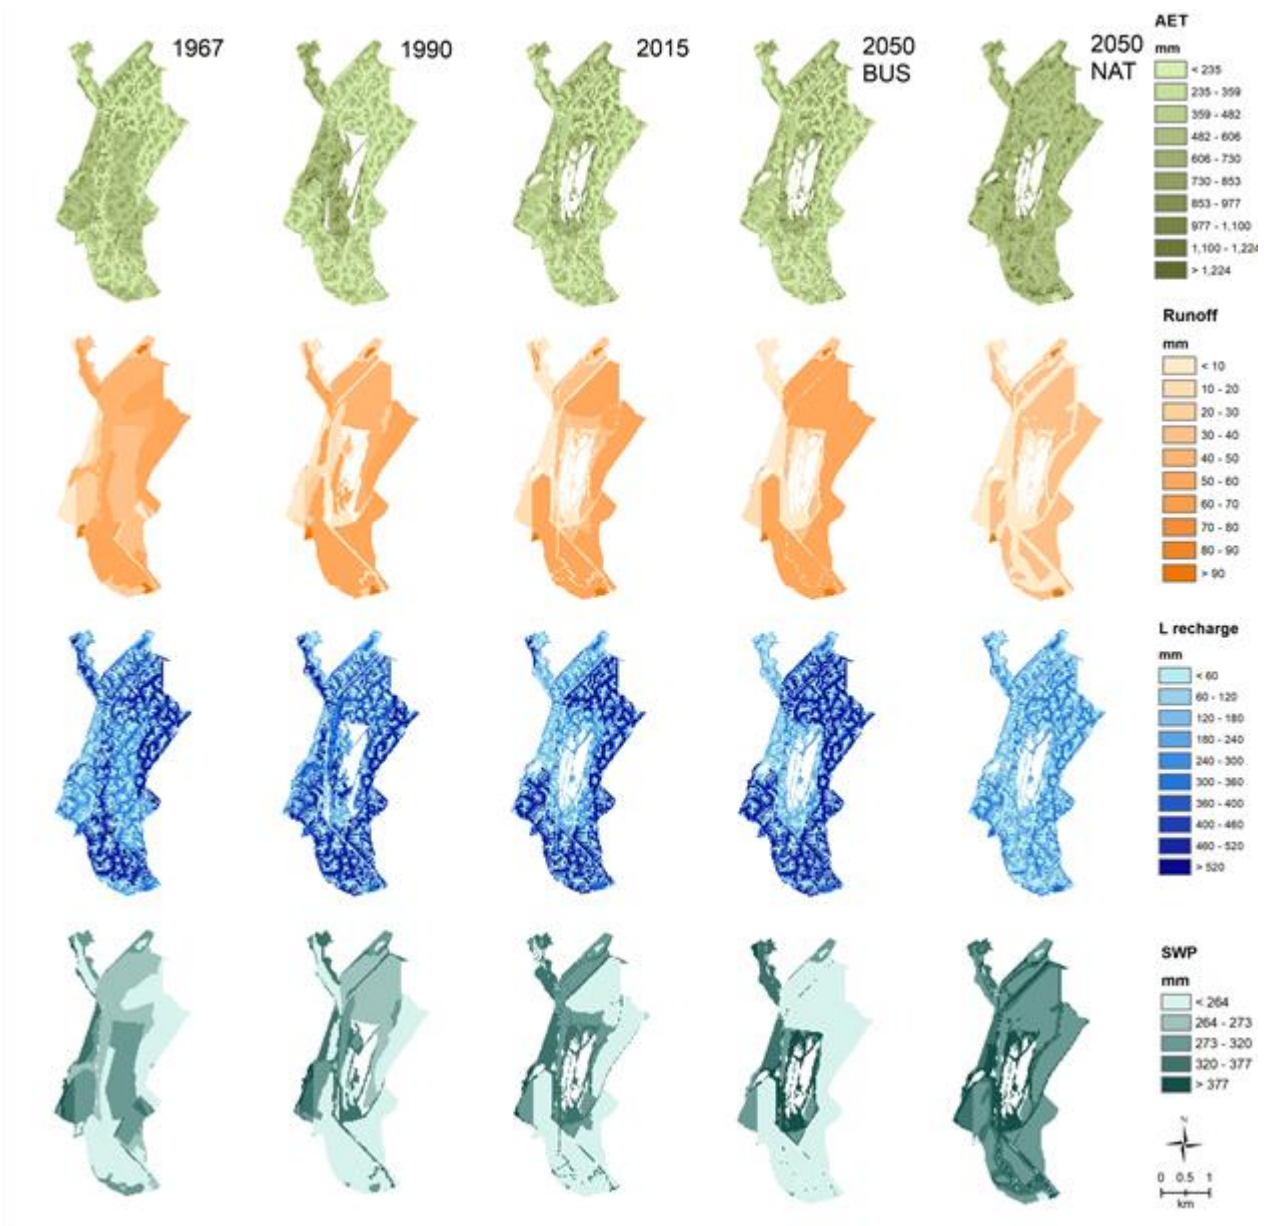 1967
1990
2015
2050
BUS
2050
NAT
AET
mm
< 235
235 - 359
359 - 482
482 - 606
606 - 730
730 - 853
853 - 977
977 - 1,100
1,100 - 1,224
> 1,224
Runoff
mm
< 10
10 - 20
20 - 30
30 - 40
40 - 50
50 - 60
60 - 70
70 - 80
80 - 90
> 90
L recharge
mm
< 60
60 - 120
120 - 180
180 - 240
240 - 300
300 - 360
360 - 400
400 - 460
460 - 520
> 520
SWP
mm
< 264
264 - 273
273 - 320
320 - 377
> 377
N
0 0.5 1
km